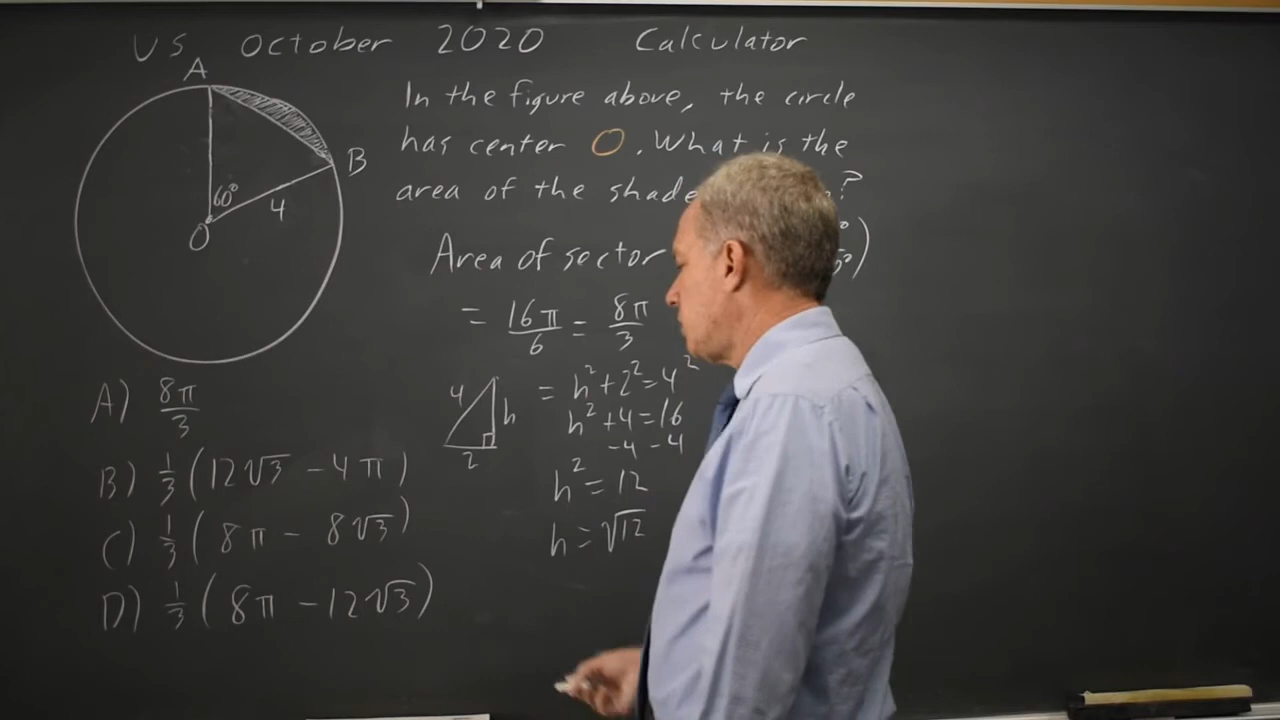 US October 2020 Calculator
A
B
60°
4
O
In the figure above, the circle
has center O. What is the
area of the ?
Area of sector
= 16π/6 = 8π/3
4
h
2
= h²+2²=4²
h²+4=16
-4 -4
h²=12
h=√12
A) 8π/3
B) 1/3(12√3 - 4π)
C) 1/3(8π - 8√3)
D) 1/3(8π - 12√3)